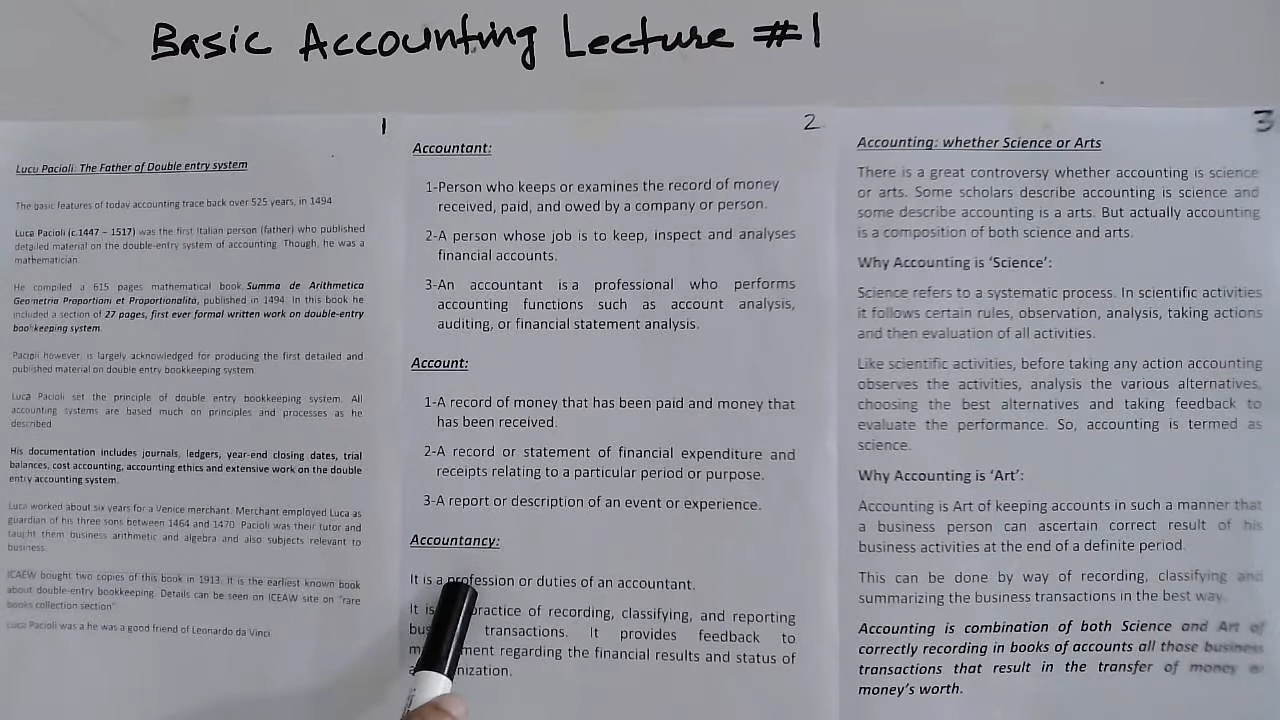 Basic Accounting Lecture #1
1
Lucu Pacioli: The Father of Double entry system
The basic features of today accounting trace back over 525 years, in 1494
Luca Pacioli (c.1447 – 1517) was the first Italian person (father) who published
detailed material on the double-entry system of accounting. Though, he was a
mathematician.
He compiled a 615 pages mathematical book, Summa de Arithmetica
Geometria Proportioni et Proportionalita, published in 1494. In this book he
included a section of 27 pages, first ever formal written work on double-entry
bookkeeping system.
Pacioli however, is largely acknowledged for producing the first detailed and
published material on double entry bookkeeping system
Luca Pacioli set the principle of double entry bookkeeping system. All
accounting systems are based much on principles and processes as he
described.
His documentation includes journals, ledgers, year-end closing dates, trial
balances, cost accounting, accounting ethics and extensive work on the double
entry accounting system.
Luca worked about six years for a Venice merchant. Merchant employed Luca as
guardian of his three sons between 1464 and 1470. Pacioli was their tutor and
taught them business arithmetic and algebra and also subjects relevant to
business.
ICAEW bought two copies of this book in 1913. It is the earliest known book
about double-entry bookkeeping. Details can be seen on ICEAW site on "rare
books collection section"
Luca Pacioli was a he was a good friend of Leonardo da Vinci
2
Accountant:
1-Person who keeps or examines the record of money
received, paid, and owed by a company or person.
2-A person whose job is to keep, inspect and analyses
financial accounts.
3-An accountant is a professional who performs
accounting functions such as account analysis,
auditing, or financial statement analysis.
Account:
1-A record of money that has been paid and money that
has been received.
2-A record or statement of financial expenditure and
receipts relating to a particular period or purpose.
3-A report or description of an event or experience.
Accountancy:
It is a profession or duties of an accountant.
It is practice of recording, classifying, and reporting
transactions. It provides feedback to
regarding the financial results and status of
3
Accounting: whether Science or Arts
There is a great controversy whether accounting is science
or arts. Some scholars describe accounting is science and
some describe accounting is a arts. But actually accounting
is a composition of both science and arts.
Why Accounting is 'Science':
Science refers to a systematic process. In scientific activities
it follows certain rules, observation, analysis, taking actions
and then evaluation of all activities.
Like scientific activities, before taking any action accounting
observes the activities, analysis the various alternatives,
choosing the best alternatives and taking feedback to
evaluate the performance. So, accounting is termed as
science.
Why Accounting is 'Art':
Accounting is Art of keeping accounts in such a manner that
a business person can ascertain correct result of his
business activities at the end of a definite period.
This can be done by way of recording, classifying and
summarizing the business transactions in the best way.
Accounting is combination of both Science and Art of
correctly recording in books of accounts all those business
transactions that result in the transfer of money or
money's worth.